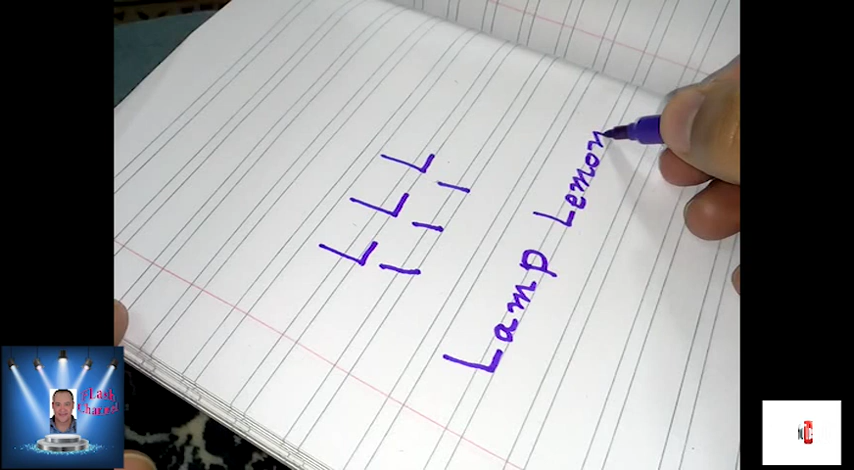 L L L
l l l
Lamp Lemon
Flash
Channel